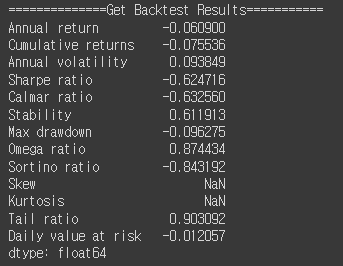 ==============Get Backtest Results===========
Annual return -0.060900
Cumulative returns -0.075536
Annual volatility 0.093849
Sharpe ratio -0.624716
Calmar ratio -0.632560
Stability 0.611913
Max drawdown -0.096275
Omega ratio 0.874434
Sortino ratio -0.843192
Skew NaN
Kurtosis NaN
Tail ratio 0.903092
Daily value at risk -0.012057
dtype: float64